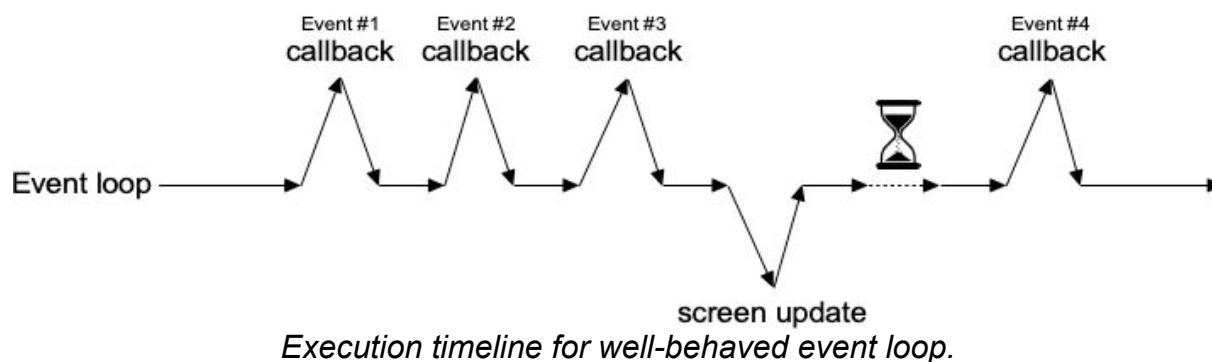 Event #1
callback
Event #2
callback
Event #3
callback
Event #4
callback
Event loop
screen update
Execution timeline for well-behaved event loop.